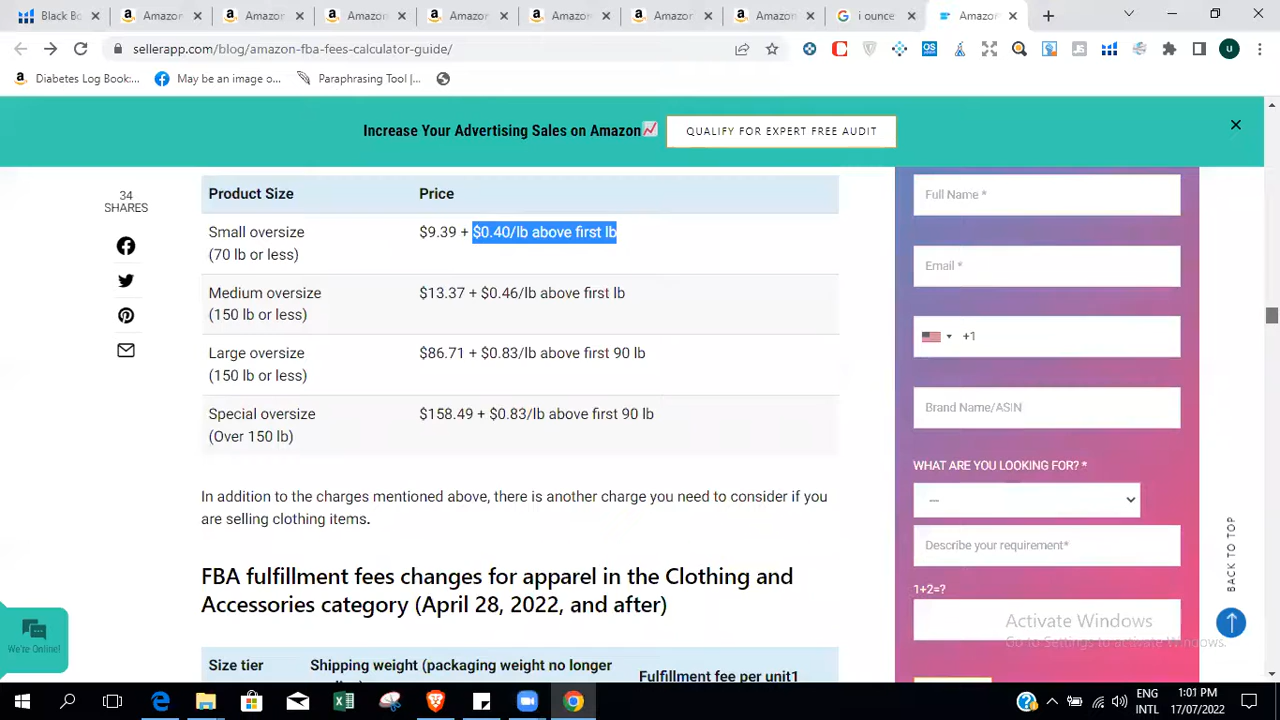 Black Bo
Amazon
Amazon
Amazon
Amazon
Amazon
Amazon
Amazon
i ounce
Amazon
sellerapp.com/blog/amazon-fba-fees-calculator-guide/
Diabetes Log Book:...
May be an image o...
Paraphrasing Tool |...
Increase Your Advertising Sales on Amazon
QUALIFY FOR EXPERT FREE AUDIT
34
SHARES
Product Size Price
Small oversize
(70 lb or less)
$9.39 + $0.40/lb above first lb
Medium oversize
(150 lb or less)
$13.37 + $0.46/lb above first lb
Large oversize
(150 lb or less)
$86.71 + $0.83/lb above first 90 lb
Special oversize
(Over 150 lb)
$158.49 + $0.83/lb above first 90 lb
In addition to the charges mentioned above, there is another charge you need to consider if you
are selling clothing items.
FBA fulfillment fees changes for apparel in the Clothing and
Accessories category (April 28, 2022, and after)
Size tier
Shipping weight (packaging weight no longer
Fulfillment fee per unit1
Full Name *
Email *
+1
Brand Name/ASIN
WHAT ARE YOU LOOKING FOR? *
---
Describe your requirement*
1+2=?
BACK TO TOP
We're Online!
Activate Windows
Go to Settings to activate Windows.
ENG
INTL
1:01 PM
17/07/2022